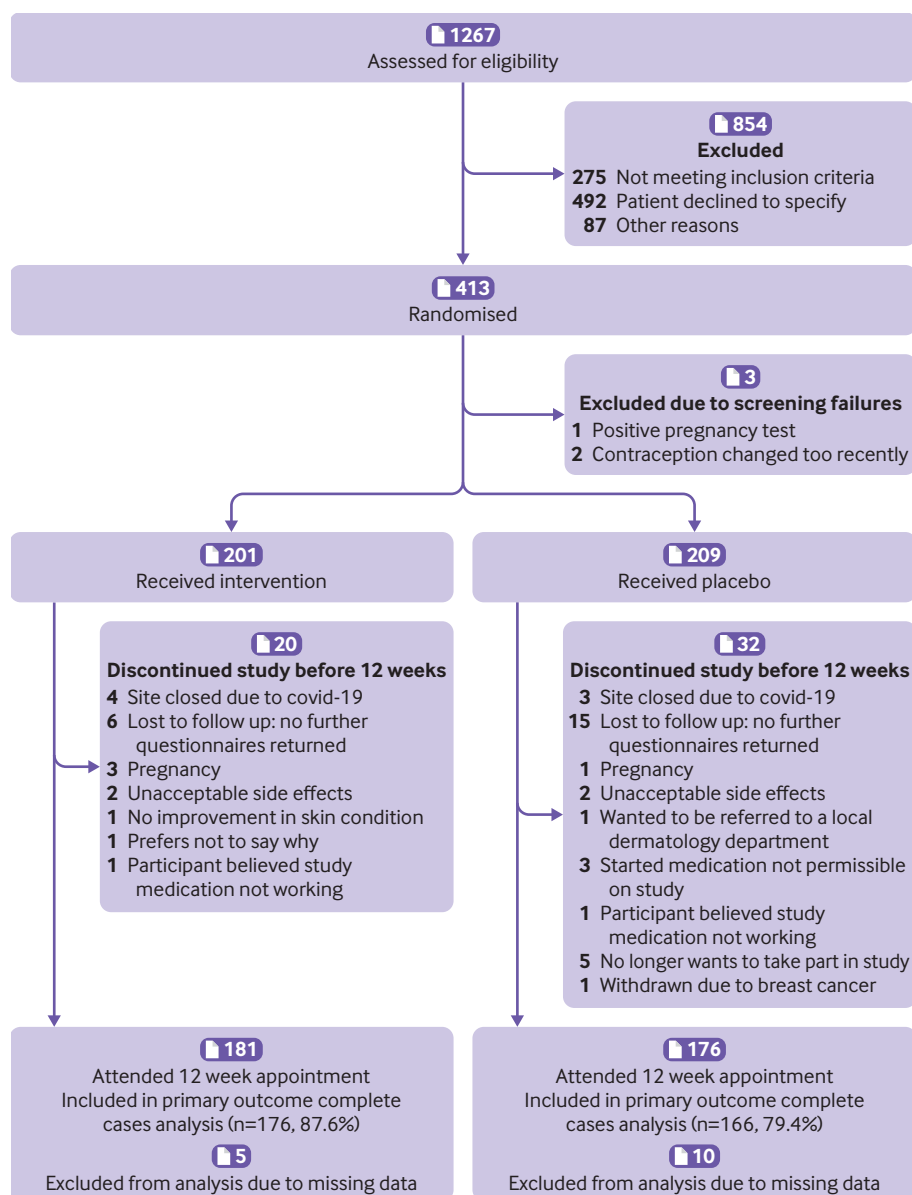 1267
Assessed for eligibility
854
Excluded
275 Not meeting inclusion criteria
492 Patient declined to specify
87 Other reasons
413
Randomised
3
Excluded due to screening failures
1 Positive pregnancy test
2 Contraception changed too recently
201
Received intervention
20
Discontinued study before 12 weeks
4 Site closed due to covid-19
6 Lost to follow up: no further
questionnaires returned
3 Pregnancy
2 Unacceptable side effects
1 No improvement in skin condition
1 Prefers not to say why
1 Participant believed study
medication not working
209
Received placebo
32
Discontinued study before 12 weeks
3 Site closed due to covid-19
15 Lost to follow up: no further
questionnaires returned
1 Pregnancy
2 Unacceptable side effects
1 Wanted to be referred to a local
dermatology department
3 Started medication not permissible
on study
1 Participant believed study
medication not working
5 No longer wants to take part in study
1 Withdrawn due to breast cancer
181
Attended 12 week appointment
Included in primary outcome complete
cases analysis (n=176, 87.6%)
5
Excluded from analysis due to missing data
176
Attended 12 week appointment
Included in primary outcome complete
cases analysis (n=166, 79.4%)
10
Excluded from analysis due to missing data